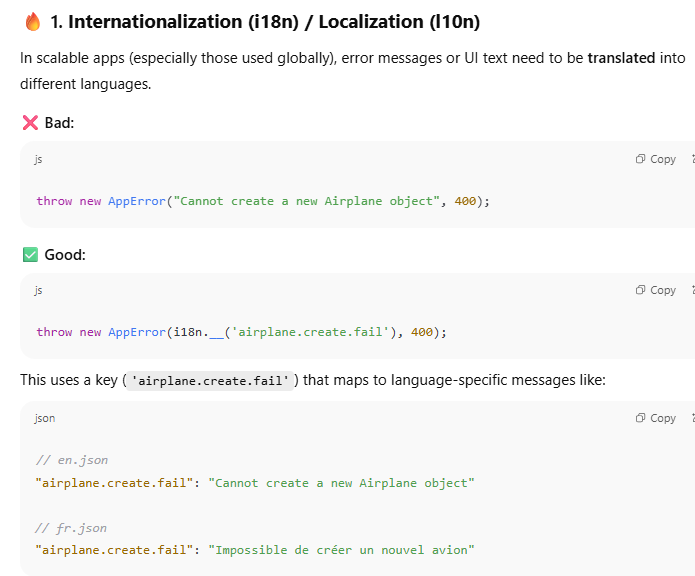 🔥 1. Internationalization (i18n) / Localization (l10n)
In scalable apps (especially those used globally), error messages or UI text need to be translated into
different languages.
❌ Bad:
js
Copy
throw new AppError("Cannot create a new Airplane object", 400);
✅ Good:
js
Copy
throw new AppError(i18n.__('airplane.create.fail'), 400);
This uses a key ('airplane.create.fail') that maps to language-specific messages like:
json
Copy
// en.json
"airplane.create.fail": "Cannot create a new Airplane object"
// fr.json
"airplane.create.fail": "Impossible de créer un nouvel avion"